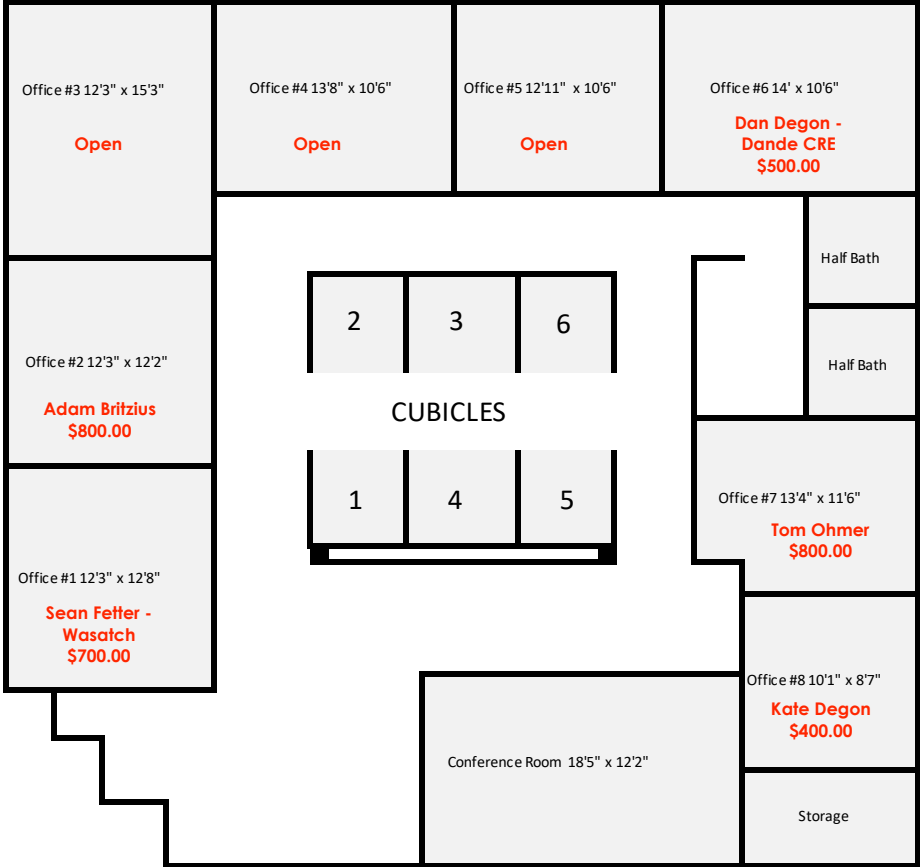 Office #3 12'3" x 15'3"
Open
Office #4 13'8" x 10'6"
Open
Office #5 12'11" x 10'6"
Open
Office #6 14' x 10'6"
Dan Degon -
Dande CRE
$500.00
Half Bath
Half Bath
Office #2 12'3" x 12'2"
Adam Britzius
$800.00
2
3
6
CUBICLES
1
4
5
Office #7 13'4" x 11'6"
Tom Ohmer
$800.00
Office #1 12'3" x 12'8"
Sean Fetter -
Wasatch
$700.00
Office #8 10'1" x 8'7"
Kate Degon
$400.00
Conference Room 18'5" x 12'2"
Storage